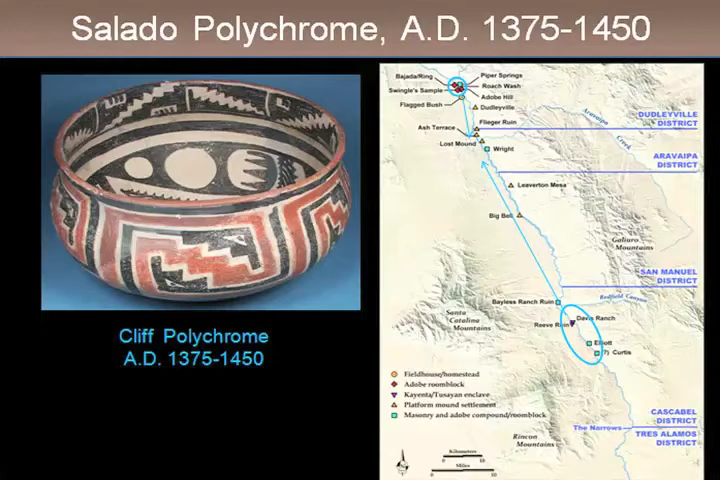 Salado Polychrome, A.D. 1375-1450
Cliff Polychrome
A.D. 1375-1450
Bajada/Ring
Piper Springs
Swingle's Sample
Roach Wash
Adobe Hill
Flagged Bush
Dudleyville
DUDLEYVILLE
DISTRICT
Flieger Ruin
Ash Terrace
Aravaipa
Creek
Lost Mound
Wright
ARAVAIPA
DISTRICT
Leaverton Mesa
Big Bell
Galiuro
Mountains
SAN MANUEL
DISTRICT
Bayless Ranch Ruin
Redfield Canyon
Santa
Catalina
Mountains
Davis Ranch
Reeve Ruin
Elliott
(?) Curtis
Fieldhouse/homestead
Adobe roomblock
Kayenta/Tusayan enclave
Platform mound settlement
Masonry and adobe compound/roomblock
CASCABEL
DISTRICT
The Narrows
TRES ALAMOS
DISTRICT
Rincon
Mountains
Kilometers
Miles